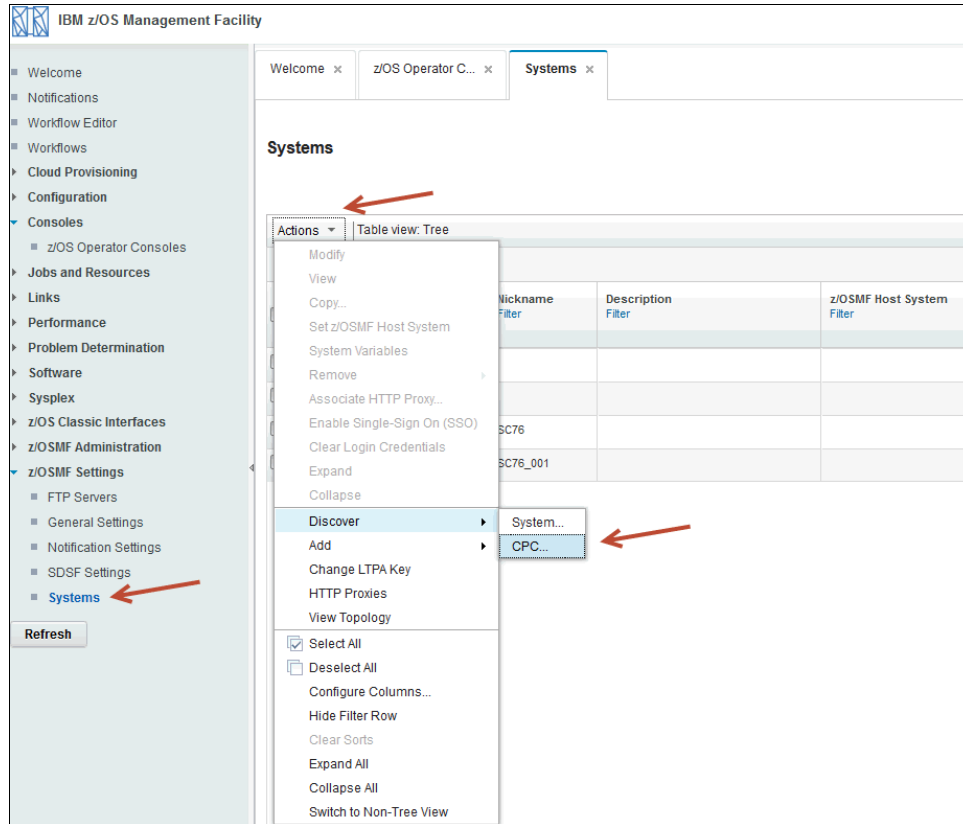 IBM z/OS Management Facility
Welcome
Notifications
Workflow Editor
Workflows
Cloud Provisioning
Configuration
Consoles
z/OS Operator Consoles
Jobs and Resources
Links
Performance
Problem Determination
Software
Sysplex
z/OS Classic Interfaces
z/OSMF Administration
z/OSMF Settings
FTP Servers
General Settings
Notification Settings
SDSF Settings
Systems
Refresh
Welcome × z/OS Operator C... × Systems ×
Systems
Actions Table view: Tree
Nickname Description z/OSMF Host System
Filter Filter Filter
SC76
SC76_001
Modify
View
Copy...
Set z/OSMF Host System
System Variables
Remove
Associate HTTP Proxy...
Enable Single-Sign On (SSO)
Clear Login Credentials
Expand
Collapse
Discover
Add
Change LTPA Key
HTTP Proxies
View Topology
Select All
Deselect All
Configure Columns...
Hide Filter Row
Clear Sorts
Expand All
Collapse All
Switch to Non-Tree View
System...
CPC...